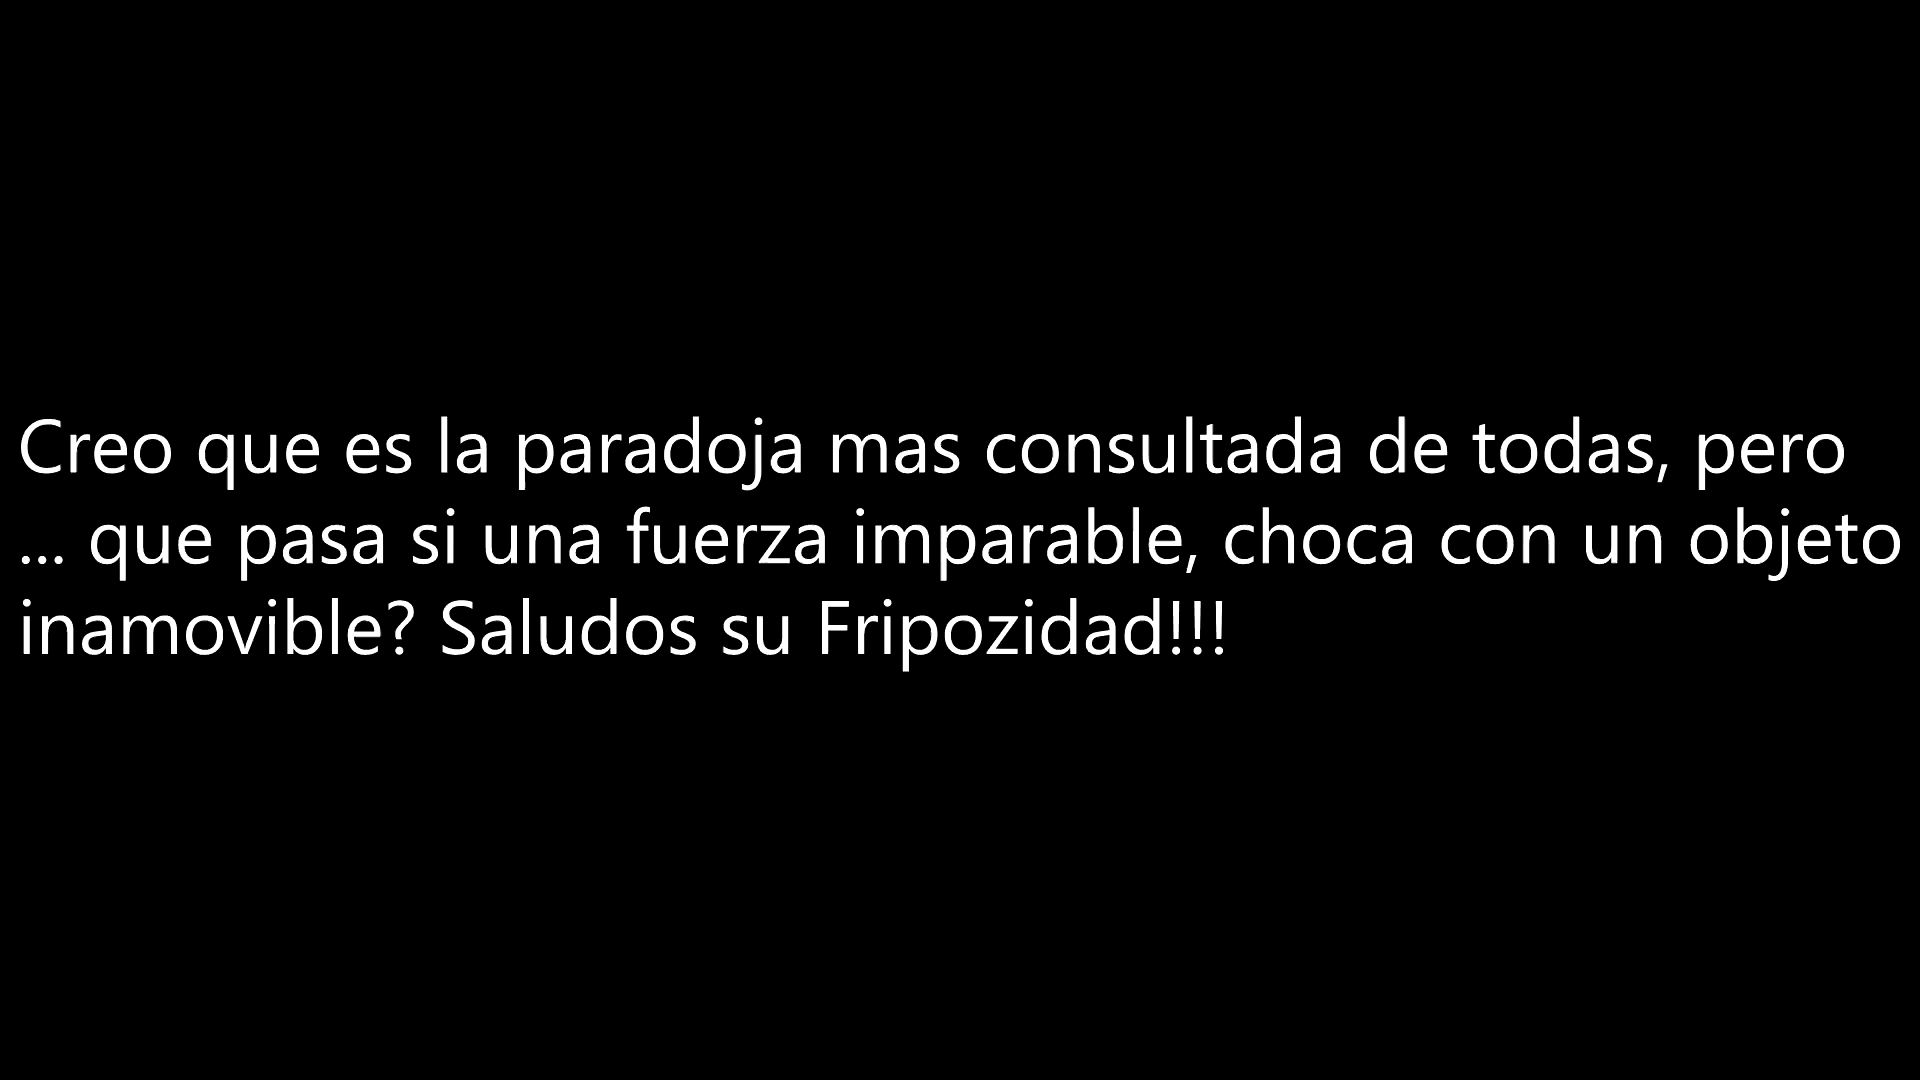 Creo que es la paradoja mas consultada de todas, pero
... que pasa si una fuerza imparable, choca con un objeto
inamovible? Saludos su Fripozidad!!!